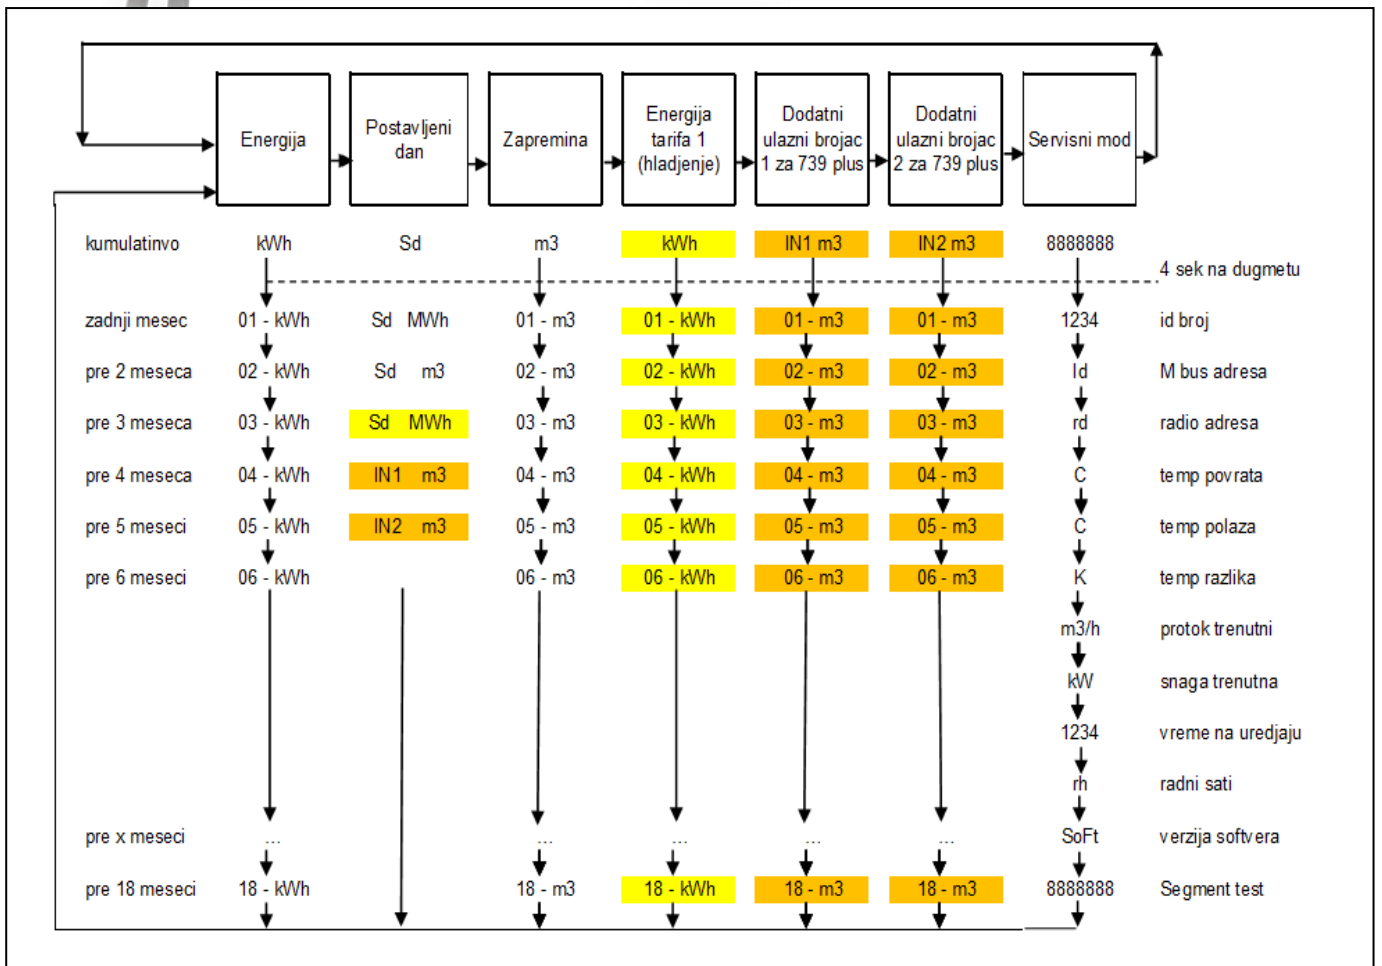 Energija
Postavljeni
dan
Zapremina
Energija
tarifa 1
(hladjenje)
Dodatni
ulazni brojac
1 za 739 plus
Dodatni
ulazni brojac
2 za 739 plus
Servisni mod
kumulatinvo kWh Sd m3 kWh IN1 m3 IN2 m3 8888888
4 sek na dugmetu
zadnji mesec 01 - kWh Sd MWh 01 - m3 01 - kWh 01 - m3 01 - m3 1234 id broj
pre 2 meseca 02 - kWh Sd m3 02 - m3 02 - kWh 02 - m3 02 - m3 Id M bus adresa
pre 3 meseca 03 - kWh Sd MWh 03 - m3 03 - kWh 03 - m3 03 - m3 rd radio adresa
pre 4 meseca 04 - kWh IN1 m3 04 - m3 04 - kWh 04 - m3 04 - m3 C temp povrata
pre 5 meseci 05 - kWh IN2 m3 05 - m3 05 - kWh 05 - m3 05 - m3 C temp polaza
pre 6 meseci 06 - kWh 06 - m3 06 - kWh 06 - m3 06 - m3 K temp razlika
m3/h protok trenutni
kW snaga trenutna
1234 vreme na uredjaju
rh radni sati
pre x meseci ... ... ... ... ... SoFt verzija softvera
pre 18 meseci 18 - kWh 18 - m3 18 - kWh 18 - m3 18 - m3 8888888 Segment test